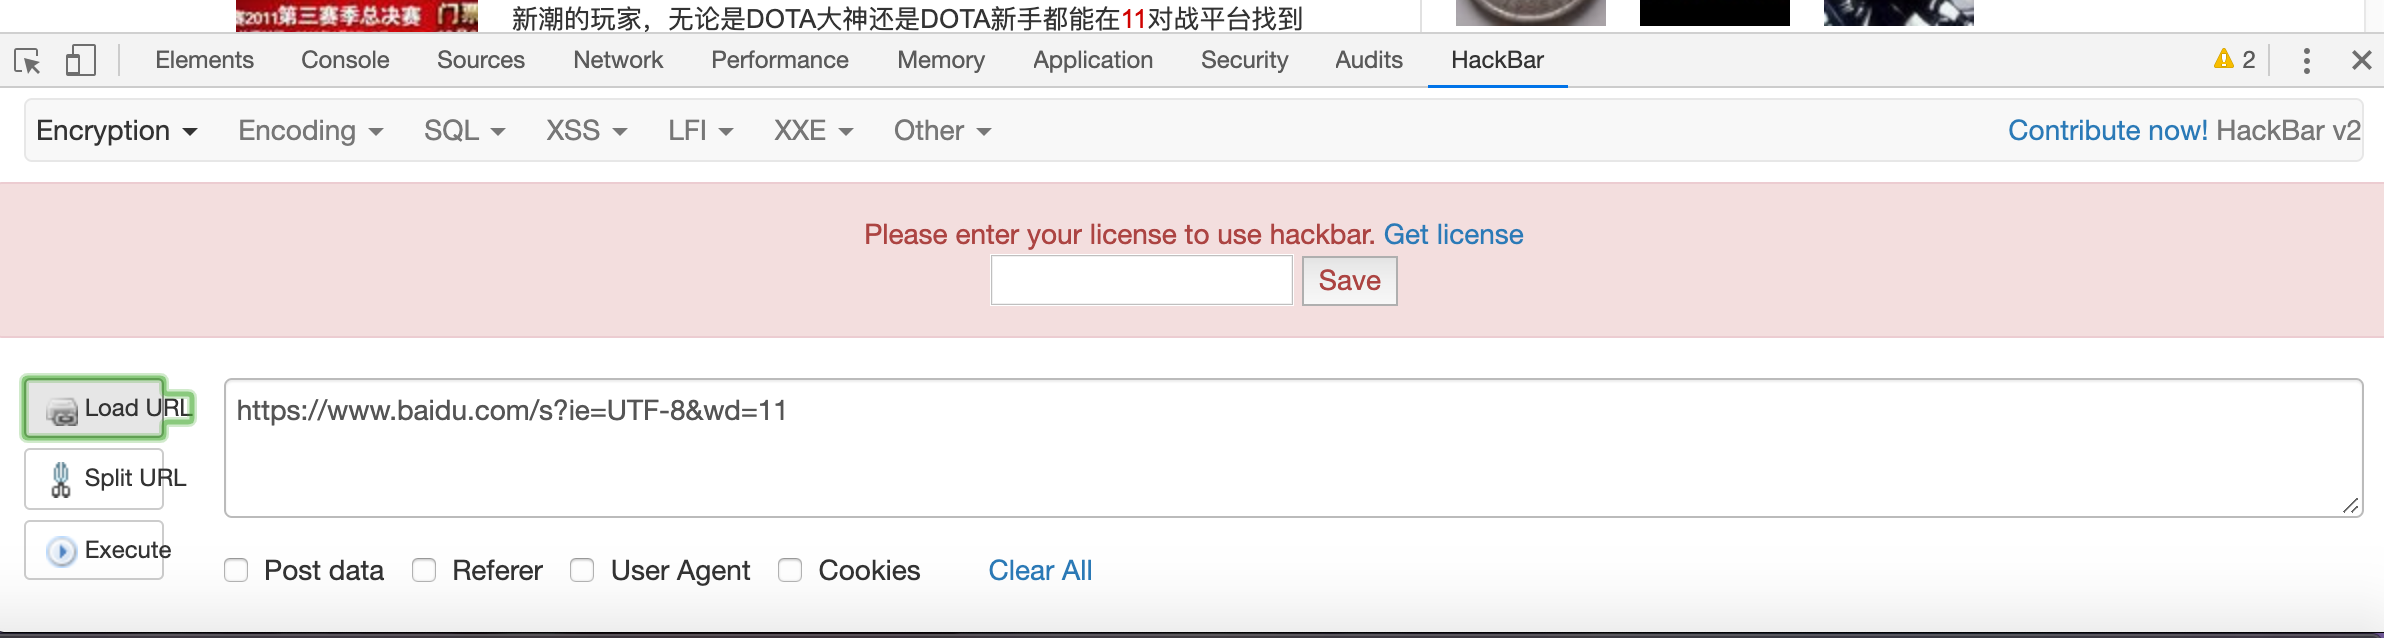 赛2011第三赛季总决赛 门票
新潮的玩家，无论是DOTA大神还是DOTA新手都能在11对战平台找到
Elements Console Sources Network Performance Memory Application Security Audits HackBar 2
Encryption Encoding SQL XSS LFI XXE Other Contribute now! HackBar v2
Please enter your license to use hackbar. Get license
Save
Load URL
https://www.baidu.com/s?ie=UTF-8&wd=11
Split URL
Execute
Post data Referer User Agent Cookies Clear All